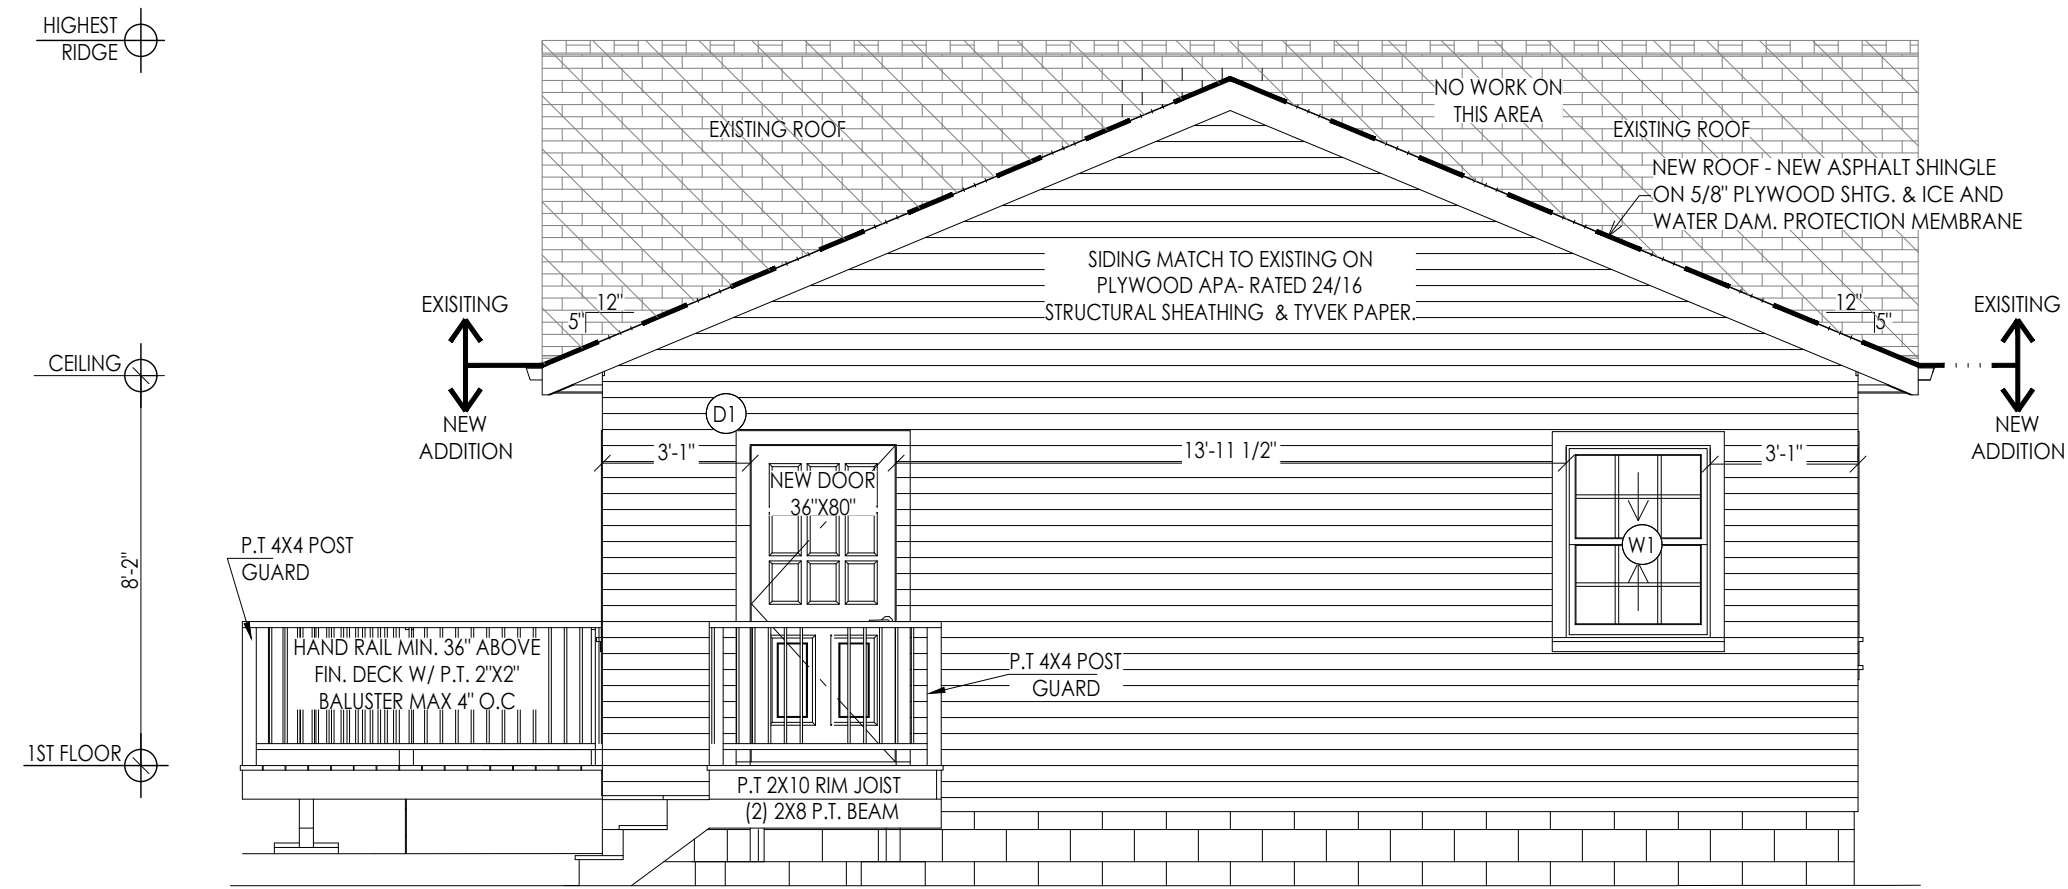 HIGHEST
RIDGE
NO WORK ON
THIS AREA
EXISTING ROOF
EXISTING ROOF
NEW ROOF - NEW ASPHALT SHINGLE
ON 5/8" PLYWOOD SHTG. & ICE AND
WATER DAM. PROTECTION MEMBRANE
SIDING MATCH TO EXISTING ON
PLYWOOD APA- RATED 24/16
STRUCTURAL SHEATHING & TYVEK PAPER.
EXISITING
12"
5"
12"
5"
EXISITING
CEILING
NEW
ADDITION
D1
NEW
ADDITION
3'-1"
13'-11 1/2"
3'-1"
NEW DOOR
36"X80"
W1
8'-2"
P.T 4X4 POST
GUARD
HAND RAIL MIN. 36" ABOVE
FIN. DECK W/ P.T. 2"X2"
BALUSTER MAX 4" O.C
P.T 4X4 POST
GUARD
1ST FLOOR
P.T 2X10 RIM JOIST
(2) 2X8 P.T. BEAM